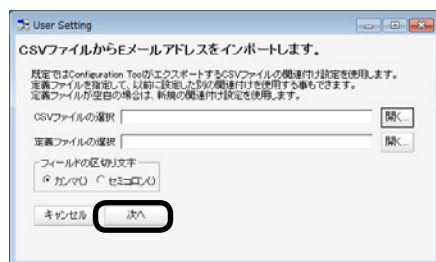 User Setting
CSVファイルからEメールアドレスをインポートします。
既定ではConfiguration ToolがエクスポートするCSVファイルの関連付け設定を使用します。
定義ファイルを指定して、以前に設定した別の関連付けを使用する事もできます。
定義ファイルが空白の場合は、新規の関連付け設定を使用します。
CSVファイルの選択
開く...
定義ファイルの選択
開く...
フィールドの区切り文字
カンマ(,) セミコロン(;)
キャンセル 次へ